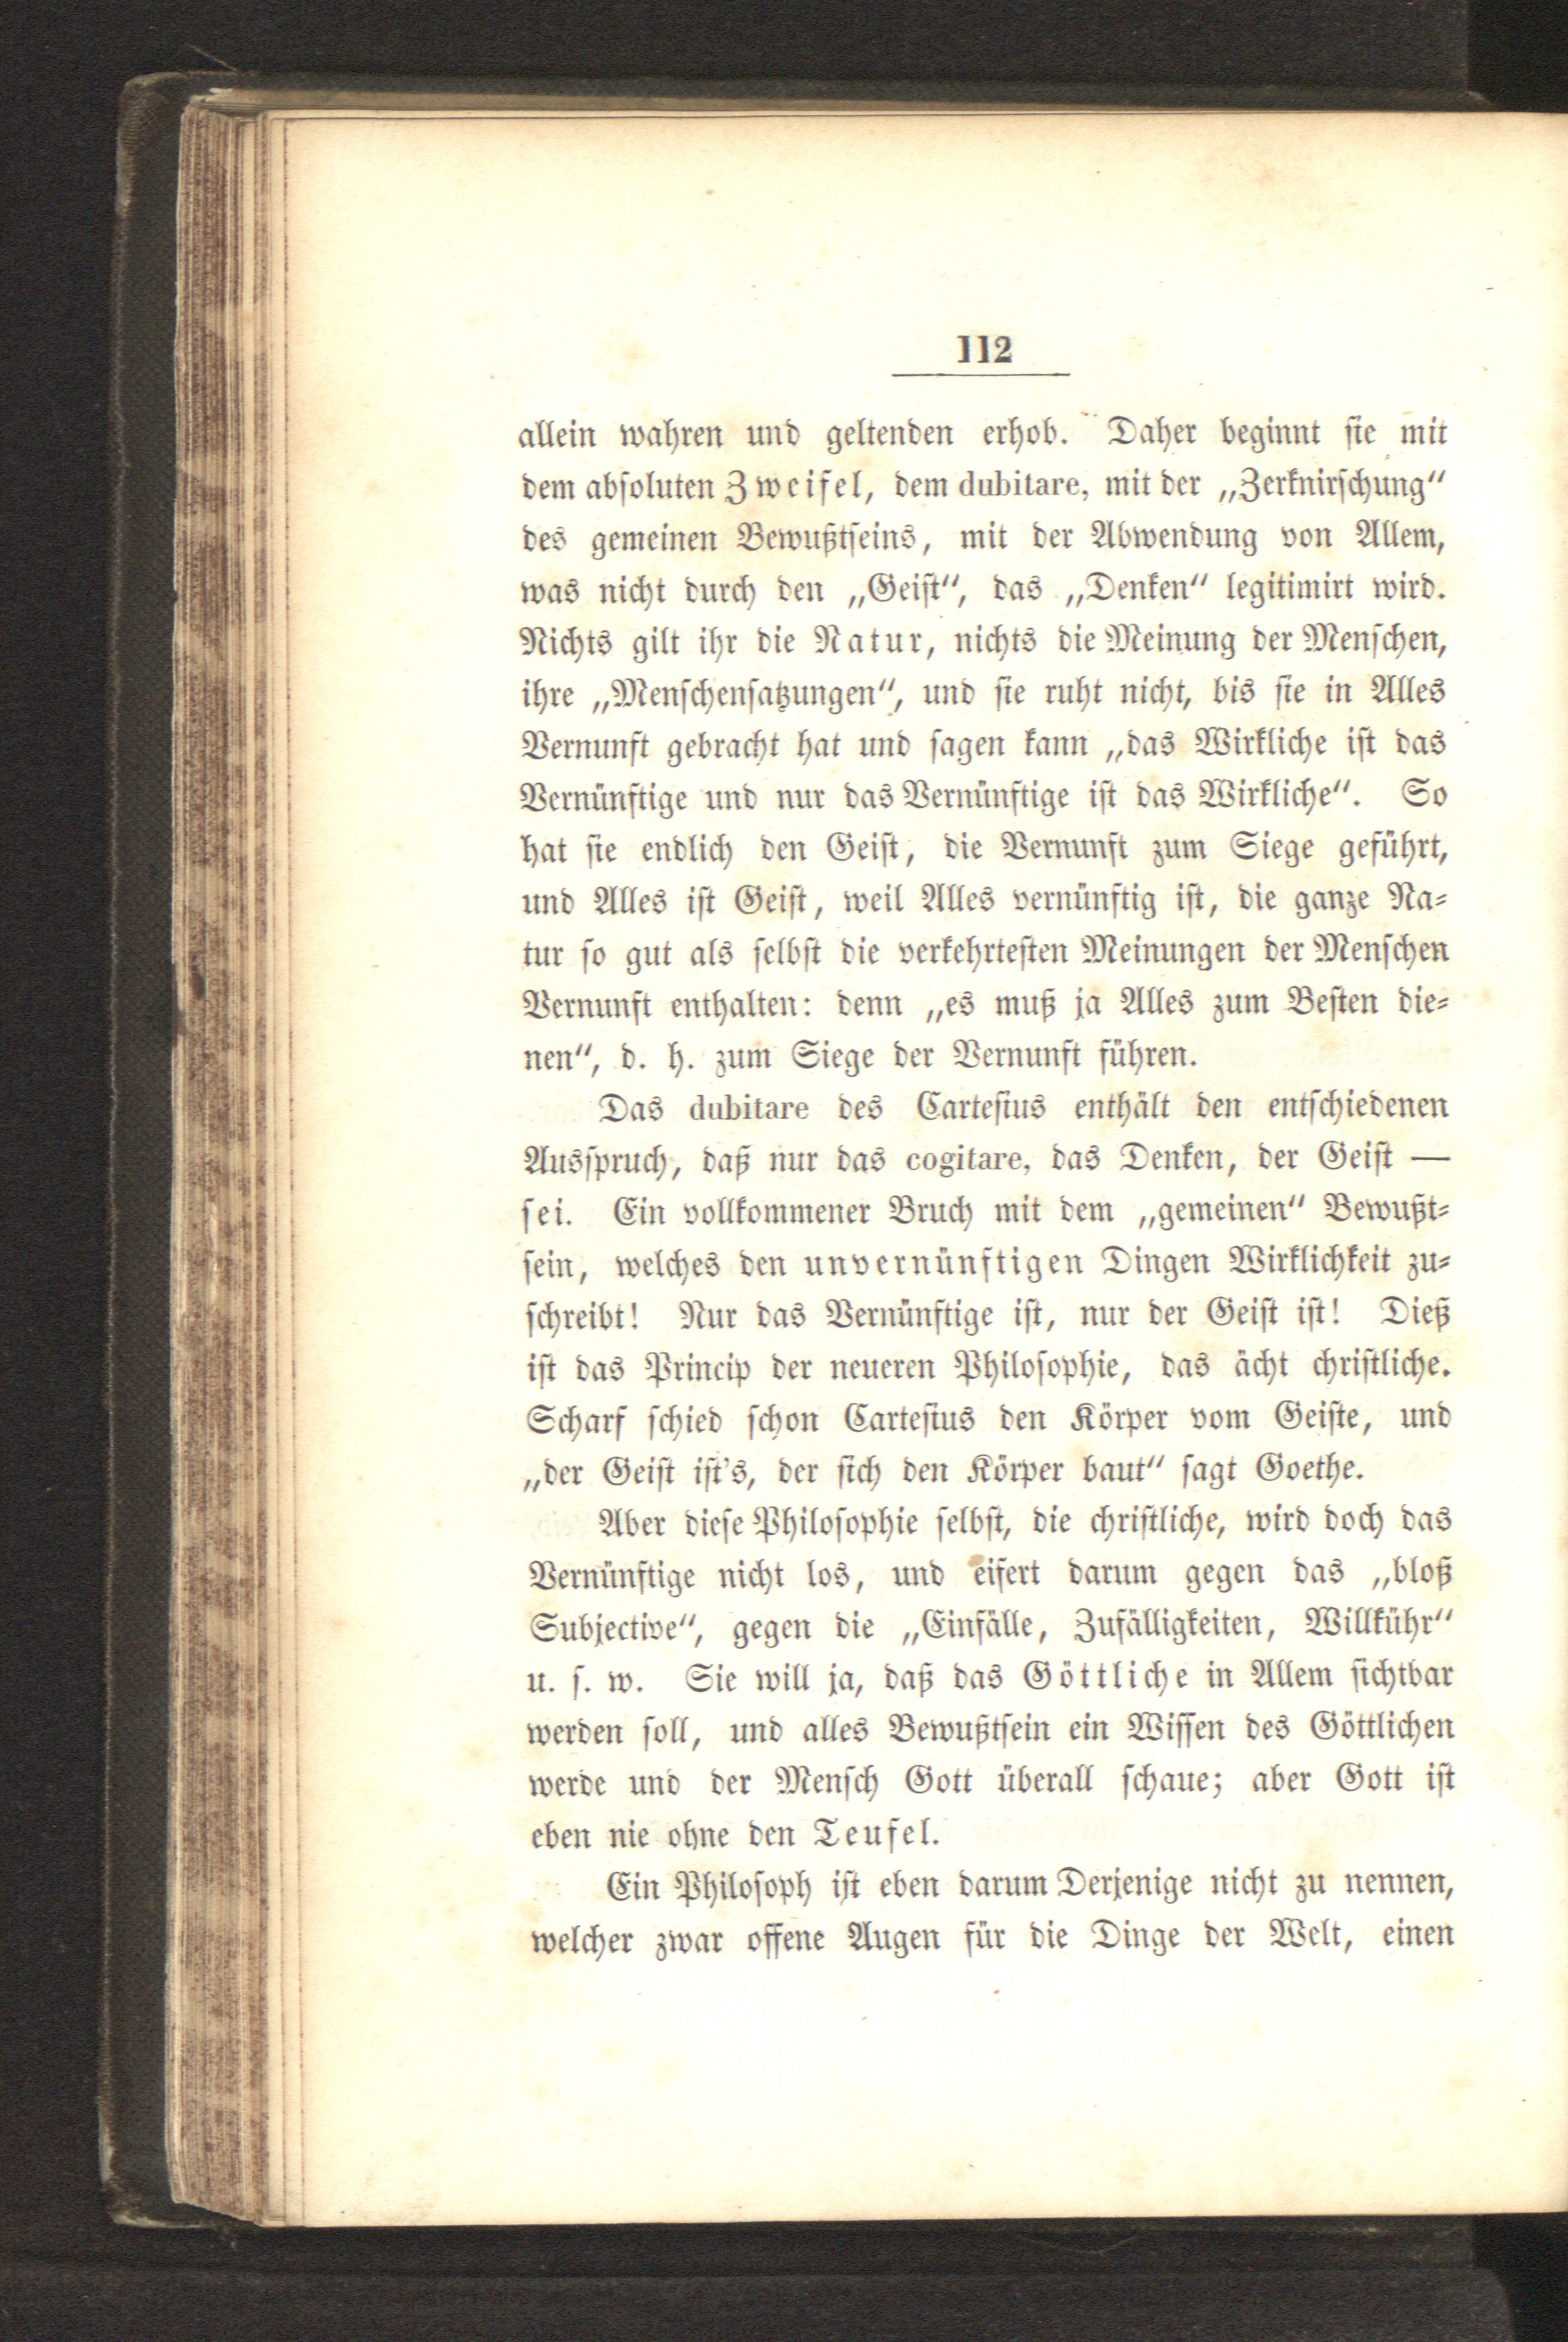 112
allein wahren und geltenden erhob. Daher beginnt sie mit
dem absoluten Zweifel, dem dubitare, mit der „Zerknirschung“
des gemeinen Bewußtseins, mit der Abwendung von Allem,
was nicht durch den „Geist“, das „Denken“ legitimirt wird.
Nichts gilt ihr die Natur, nichts die Meinung der Menschen,
ihre „Menschensatzungen“, und sie ruht nicht, bis sie in Alles
Vernunft gebracht hat und sagen kann „das Wirkliche ist das
Vernünftige und nur das Vernünftige ist das Wirkliche“. So
hat sie endlich den Geist, die Vernunft zum Siege geführt,
und Alles ist Geist, weil Alles vernünftig ist, die ganze Na-
tur so gut als selbst die verkehrtesten Meinungen der Menschen
Vernunft enthalten: denn „es muß ja Alles zum Besten die-
nen“, d. h. zum Siege der Vernunft führen.
Das dubitare des Cartesius enthält den entschiedenen
Ausspruch, daß nur das cogitare, das Denken, der Geist —
sei. Ein vollkommener Bruch mit dem „gemeinen“ Bewußt-
sein, welches den unvernünftigen Dingen Wirklichkeit zu-
schreibt! Nur das Vernünftige ist, nur der Geist ist! Dieß
ist das Princip der neueren Philosophie, das ächt christliche.
Scharf schied schon Cartesius den Körper vom Geiste, und
„der Geist ist's, der sich den Körper baut“ sagt Goethe.
Aber diese Philosophie selbst, die christliche, wird doch das
Vernünftige nicht los, und eifert darum gegen das „bloß
Subjective“, gegen die „Einfälle, Zufälligkeiten, Willkühr“
u. s. w. Sie will ja, daß das Göttliche in Allem sichtbar
werden soll, und alles Bewußtsein ein Wissen des Göttlichen
werde und der Mensch Gott überall schaue; aber Gott ist
eben nie ohne den Teufel.
Ein Philosoph ist eben darum Derjenige nicht zu nennen,
welcher zwar offene Augen für die Dinge der Welt, einen